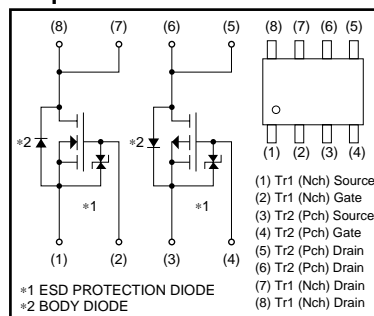 (8) (7) (6) (5)
(8) (7) (6) (5)
∗2
∗2
∗1
∗1
(1) (2) (3) (4)
(1) (2) (3) (4)
(1) Tr1 (Nch) Source
(2) Tr1 (Nch) Gate
(3) Tr2 (Pch) Source
(4) Tr2 (Pch) Gate
(5) Tr2 (Pch) Drain
(6) Tr2 (Pch) Drain
(7) Tr1 (Nch) Drain
(8) Tr1 (Nch) Drain
∗1 ESD PROTECTION DIODE
∗2 BODY DIODE